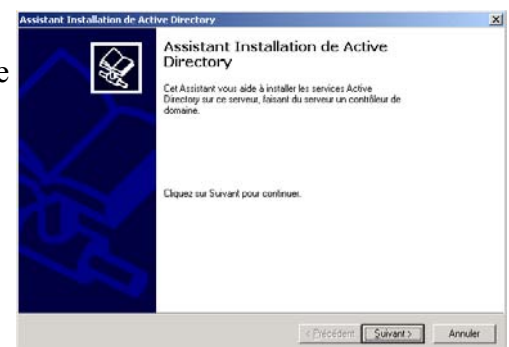 Assistant Installation de Active Directory
e
Assistant Installation de Active
Directory
Cet Assistant vous aide à installer les services Active
Directory sur ce serveur, faisant du serveur un contrôleur de
domaine.
Cliquez sur Suivant pour continuer.
< Précédent Suivant > Annuler